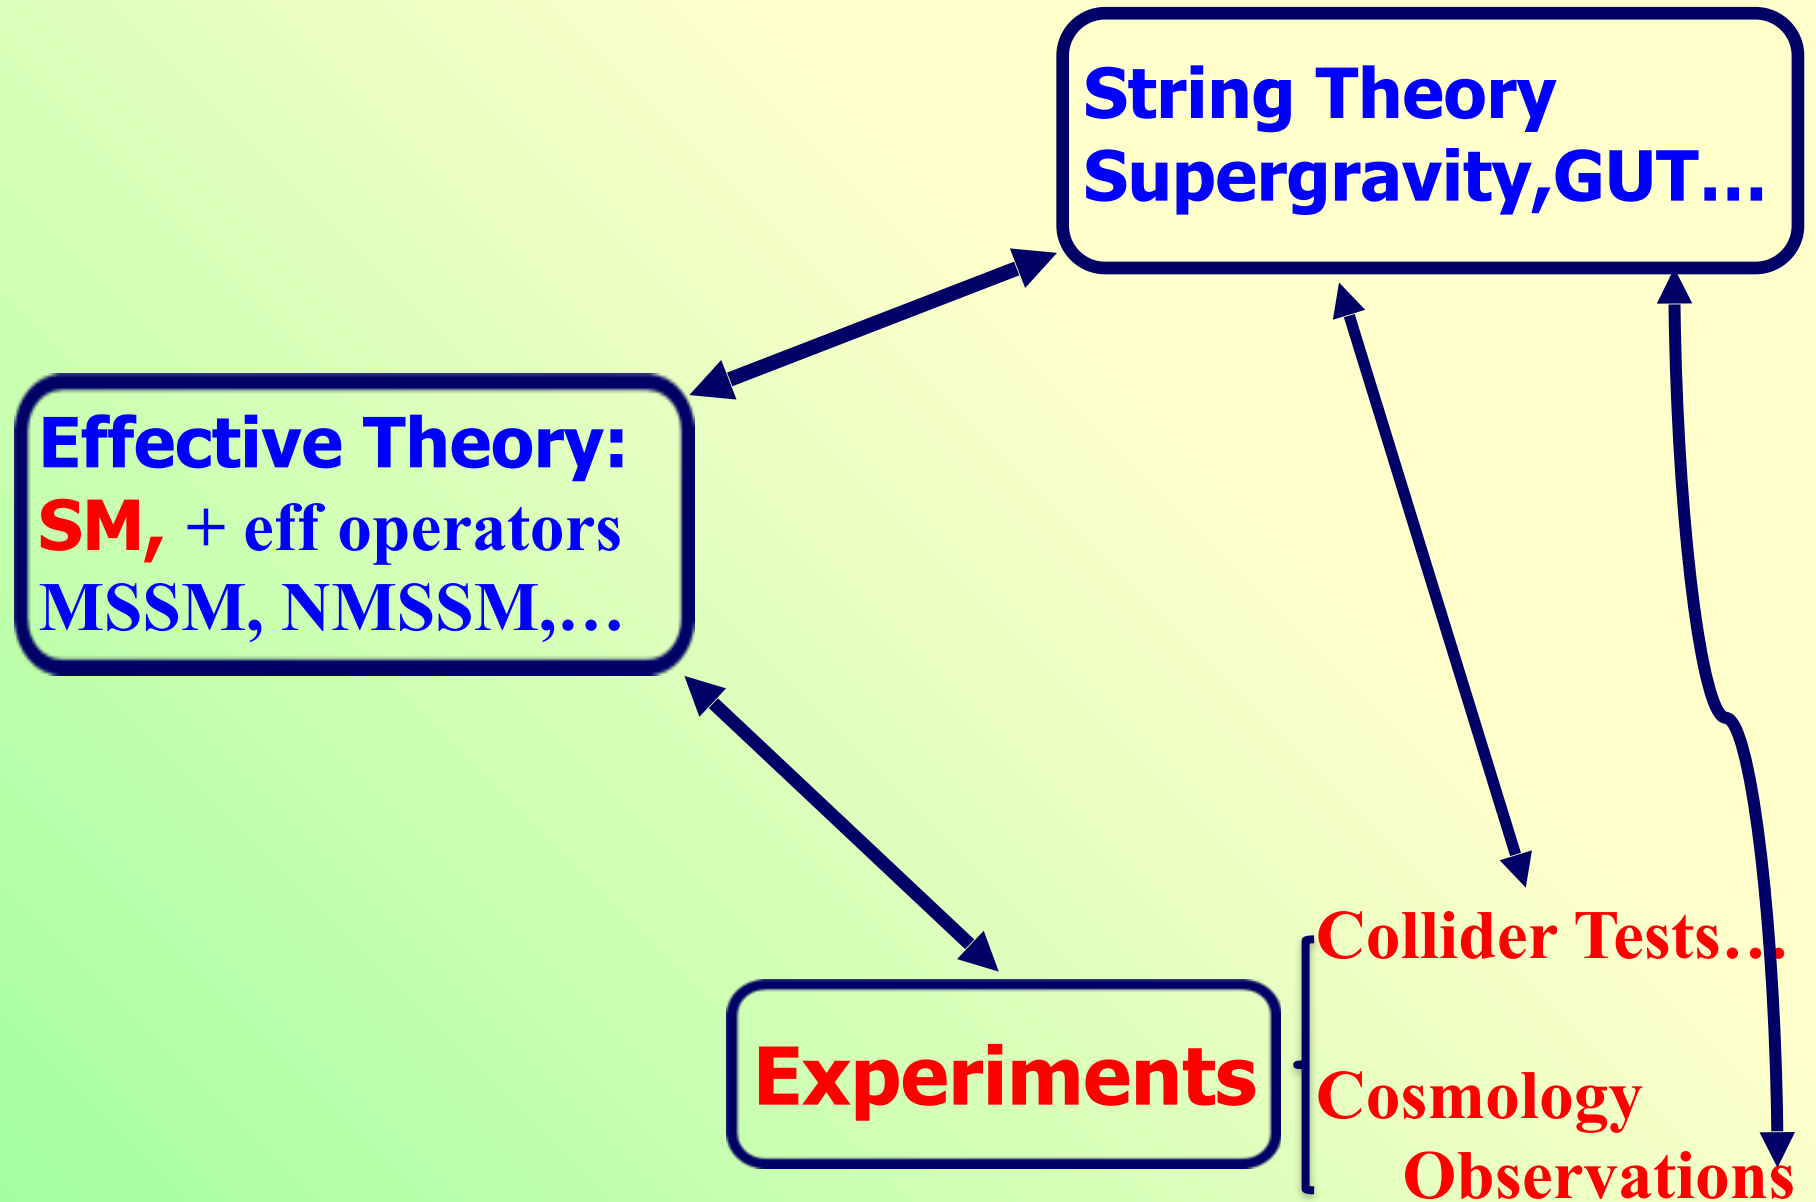 String Theory
Supergravity,GUT...
Effective Theory:
SM, + eff operators
MSSM, NMSSM,...
Experiments
Collider Tests...
Cosmology
Observations